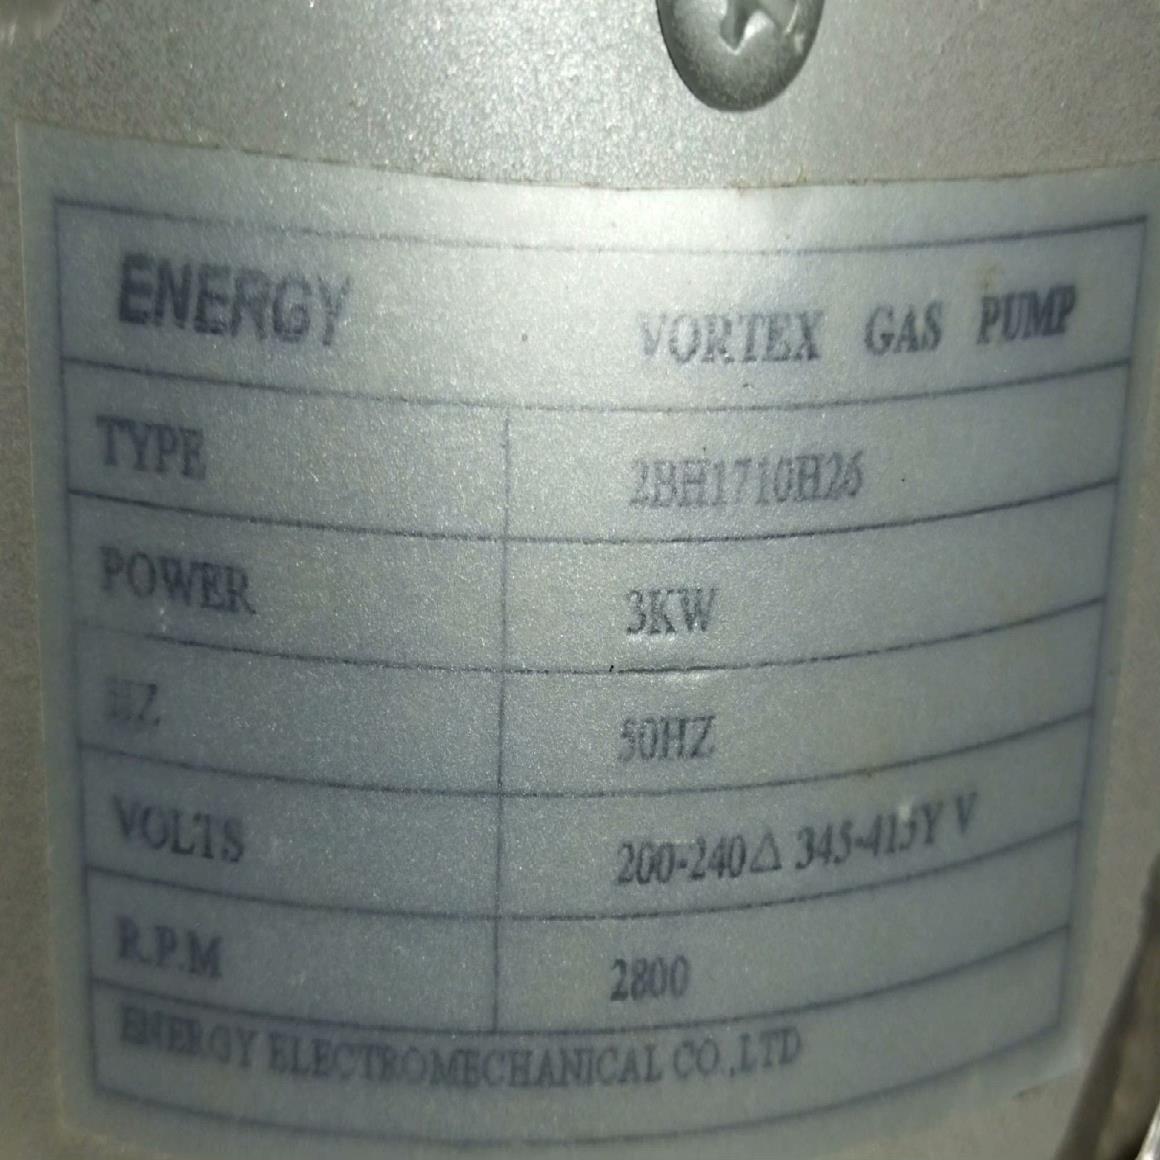 ENERGY VORTEX GAS PUMP
TYPE 2BH1710H26
POWER 3KW
HZ 50HZ
VOLTS 200-240△ 345-415Y V
R.P.M 2800
ENERGY ELECTROMECHANICAL CO.,LTD